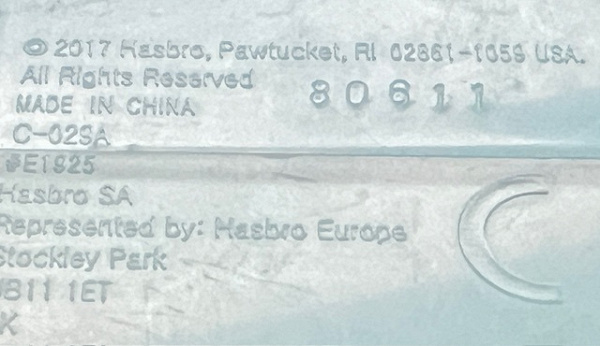 © 2017 Hasbro, Pawtucket, RI 02861-1059 USA.
All Rights Reserved
MADE IN CHINA
80611
C-029A
#E1925
Hasbro SA
Represented by: Hasbro Europe
Stockley Park
UB11 1ET
UK